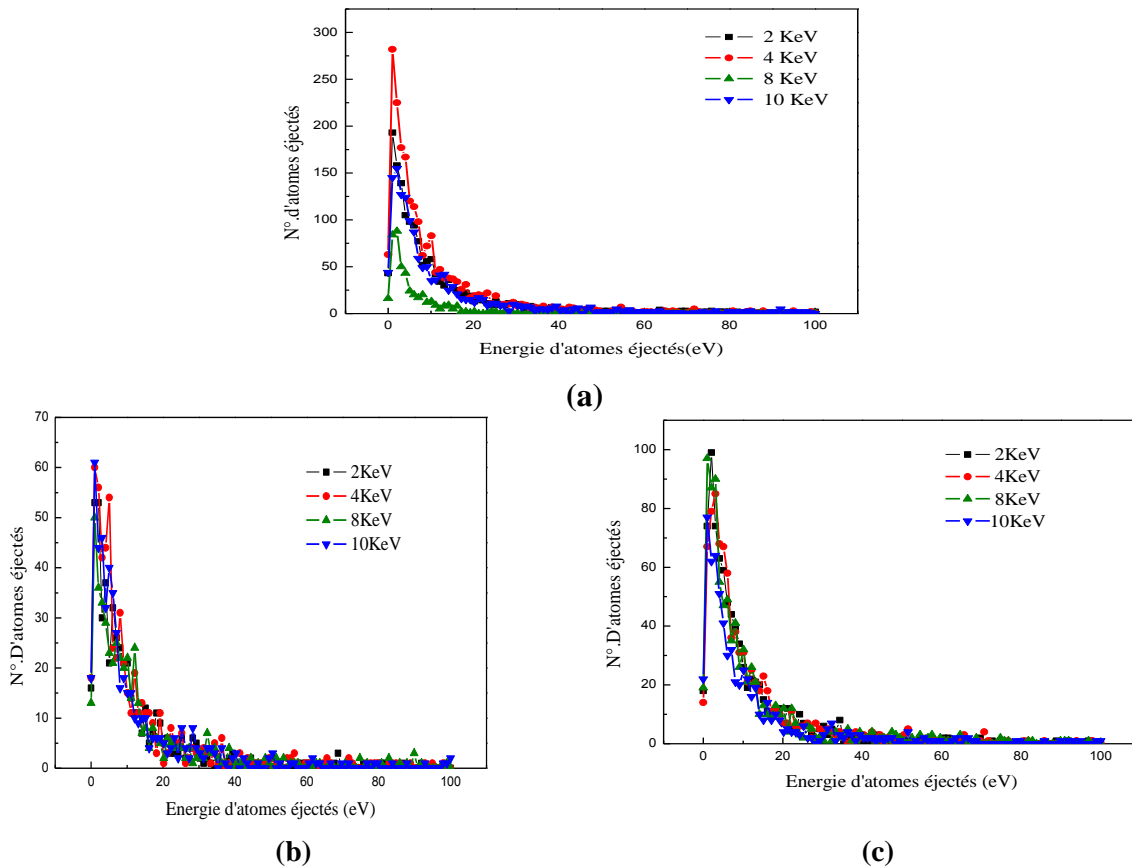 300
250
200
150
100
50
0
N°.d'atomes éjectés
2 KeV
4 KeV
8 KeV
10 KeV
0 20 40 60 80 100
Energie d'atomes éjectés(eV)
(a)
70
60
50
40
30
20
10
0
N°.D'atomes éjectés
2KeV
4KeV
8KeV
10KeV
0 20 40 60 80 100
Energie d'atomes éjectés (eV)
(b)
100
80
60
40
20
0
N°.D'atomes éjectés
2KeV
4KeV
8KeV
10KeV
0 20 40 60 80 100
Energie d'atomes éjectés (eV)
(c)